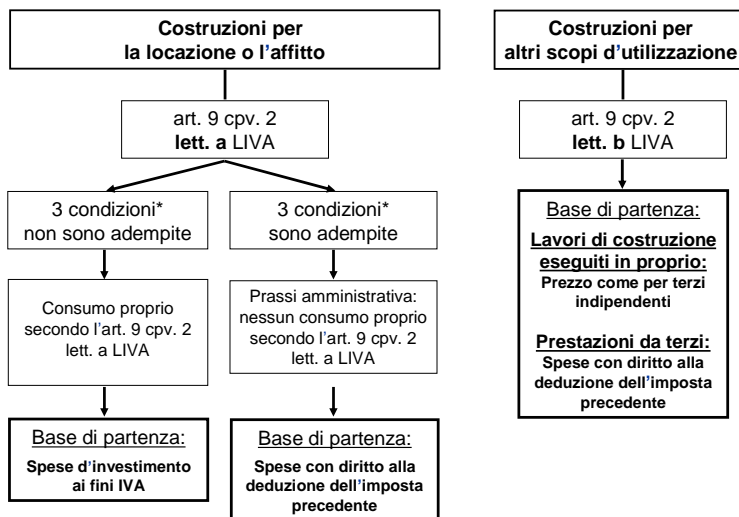 Costruzioni per
la locazione o l'affitto
art. 9 cpv. 2
lett. a LIVA
3 condizioni*
non sono adempite
Consumo proprio
secondo l'art. 9 cpv. 2
lett. a LIVA
Base di partenza:
Spese d'investimento
ai fini IVA
3 condizioni*
sono adempite
Prassi amministrativa:
nessun consumo proprio
secondo l'art. 9 cpv. 2
lett. a LIVA
Base di partenza:
Spese con diritto alla
deduzione dell'imposta
precedente
Costruzioni per
altri scopi d'utilizzazione
art. 9 cpv. 2
lett. b LIVA
Base di partenza:
Lavori di costruzione
eseguiti in proprio:
Prezzo come per terzi
indipendenti
Prestazioni da terzi:
Spese con diritto alla
deduzione dell'imposta
precedente